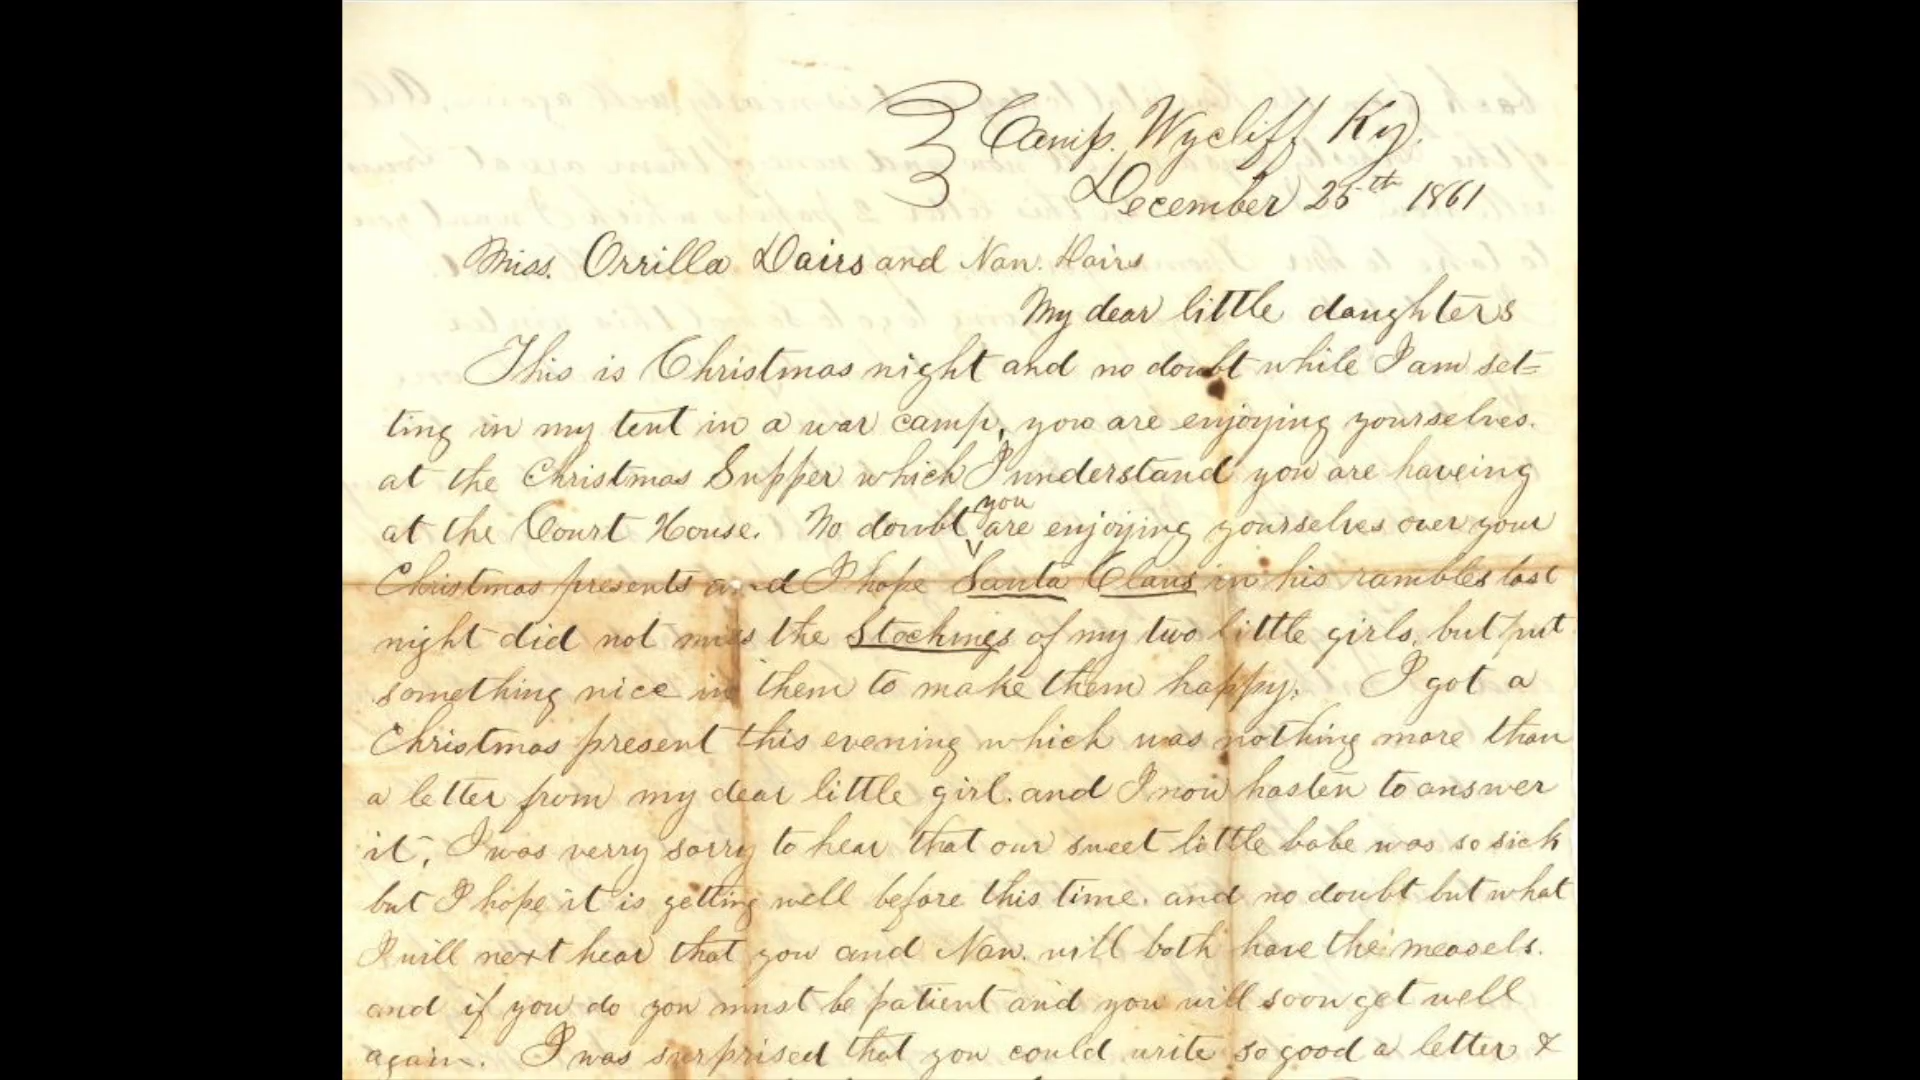 Camp. Wycliff Ky.
December 25th 1861
Miss. Orrilla Davis and Nan. Davis
My dear little daughters
This is Christmas night and no doubt while I am set=
ting in my tent in a war camp, you are enjoying yourselves.
at the Christmas Supper which I understand you are haveing
at the Court House. No doubt you are enjoying yourselves over your
Christmas presents and I hope Santa Claus in his rambles last
night did not miss the Stockings of my two little girls, but put
something nice in them to make them happy. I got a
Christmas present this evening which was nothing more than
a letter from my dear little girl. and I now hasten to answer
it, I was verry sorry to hear that our sweet little babe was so sick
but I hope it is getting well before this time. and no doubt but what
I will next hear that you and Nan. will both have the measels.
and if you do you must be patient and you will soon get well
again. I was surprised that you could write so good a letter &